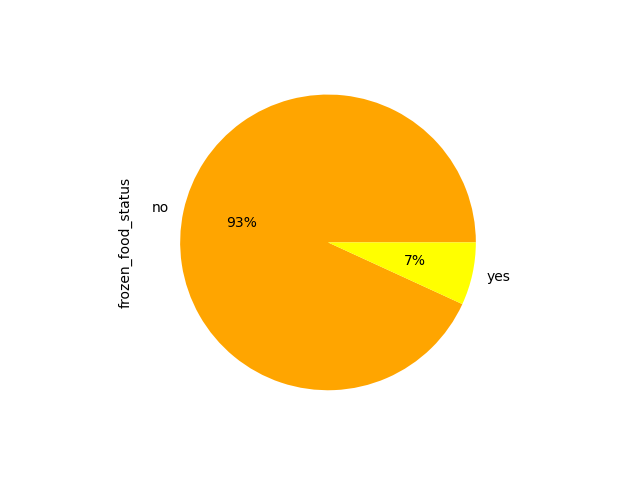 frozen_food_status
no
93%
7%
yes